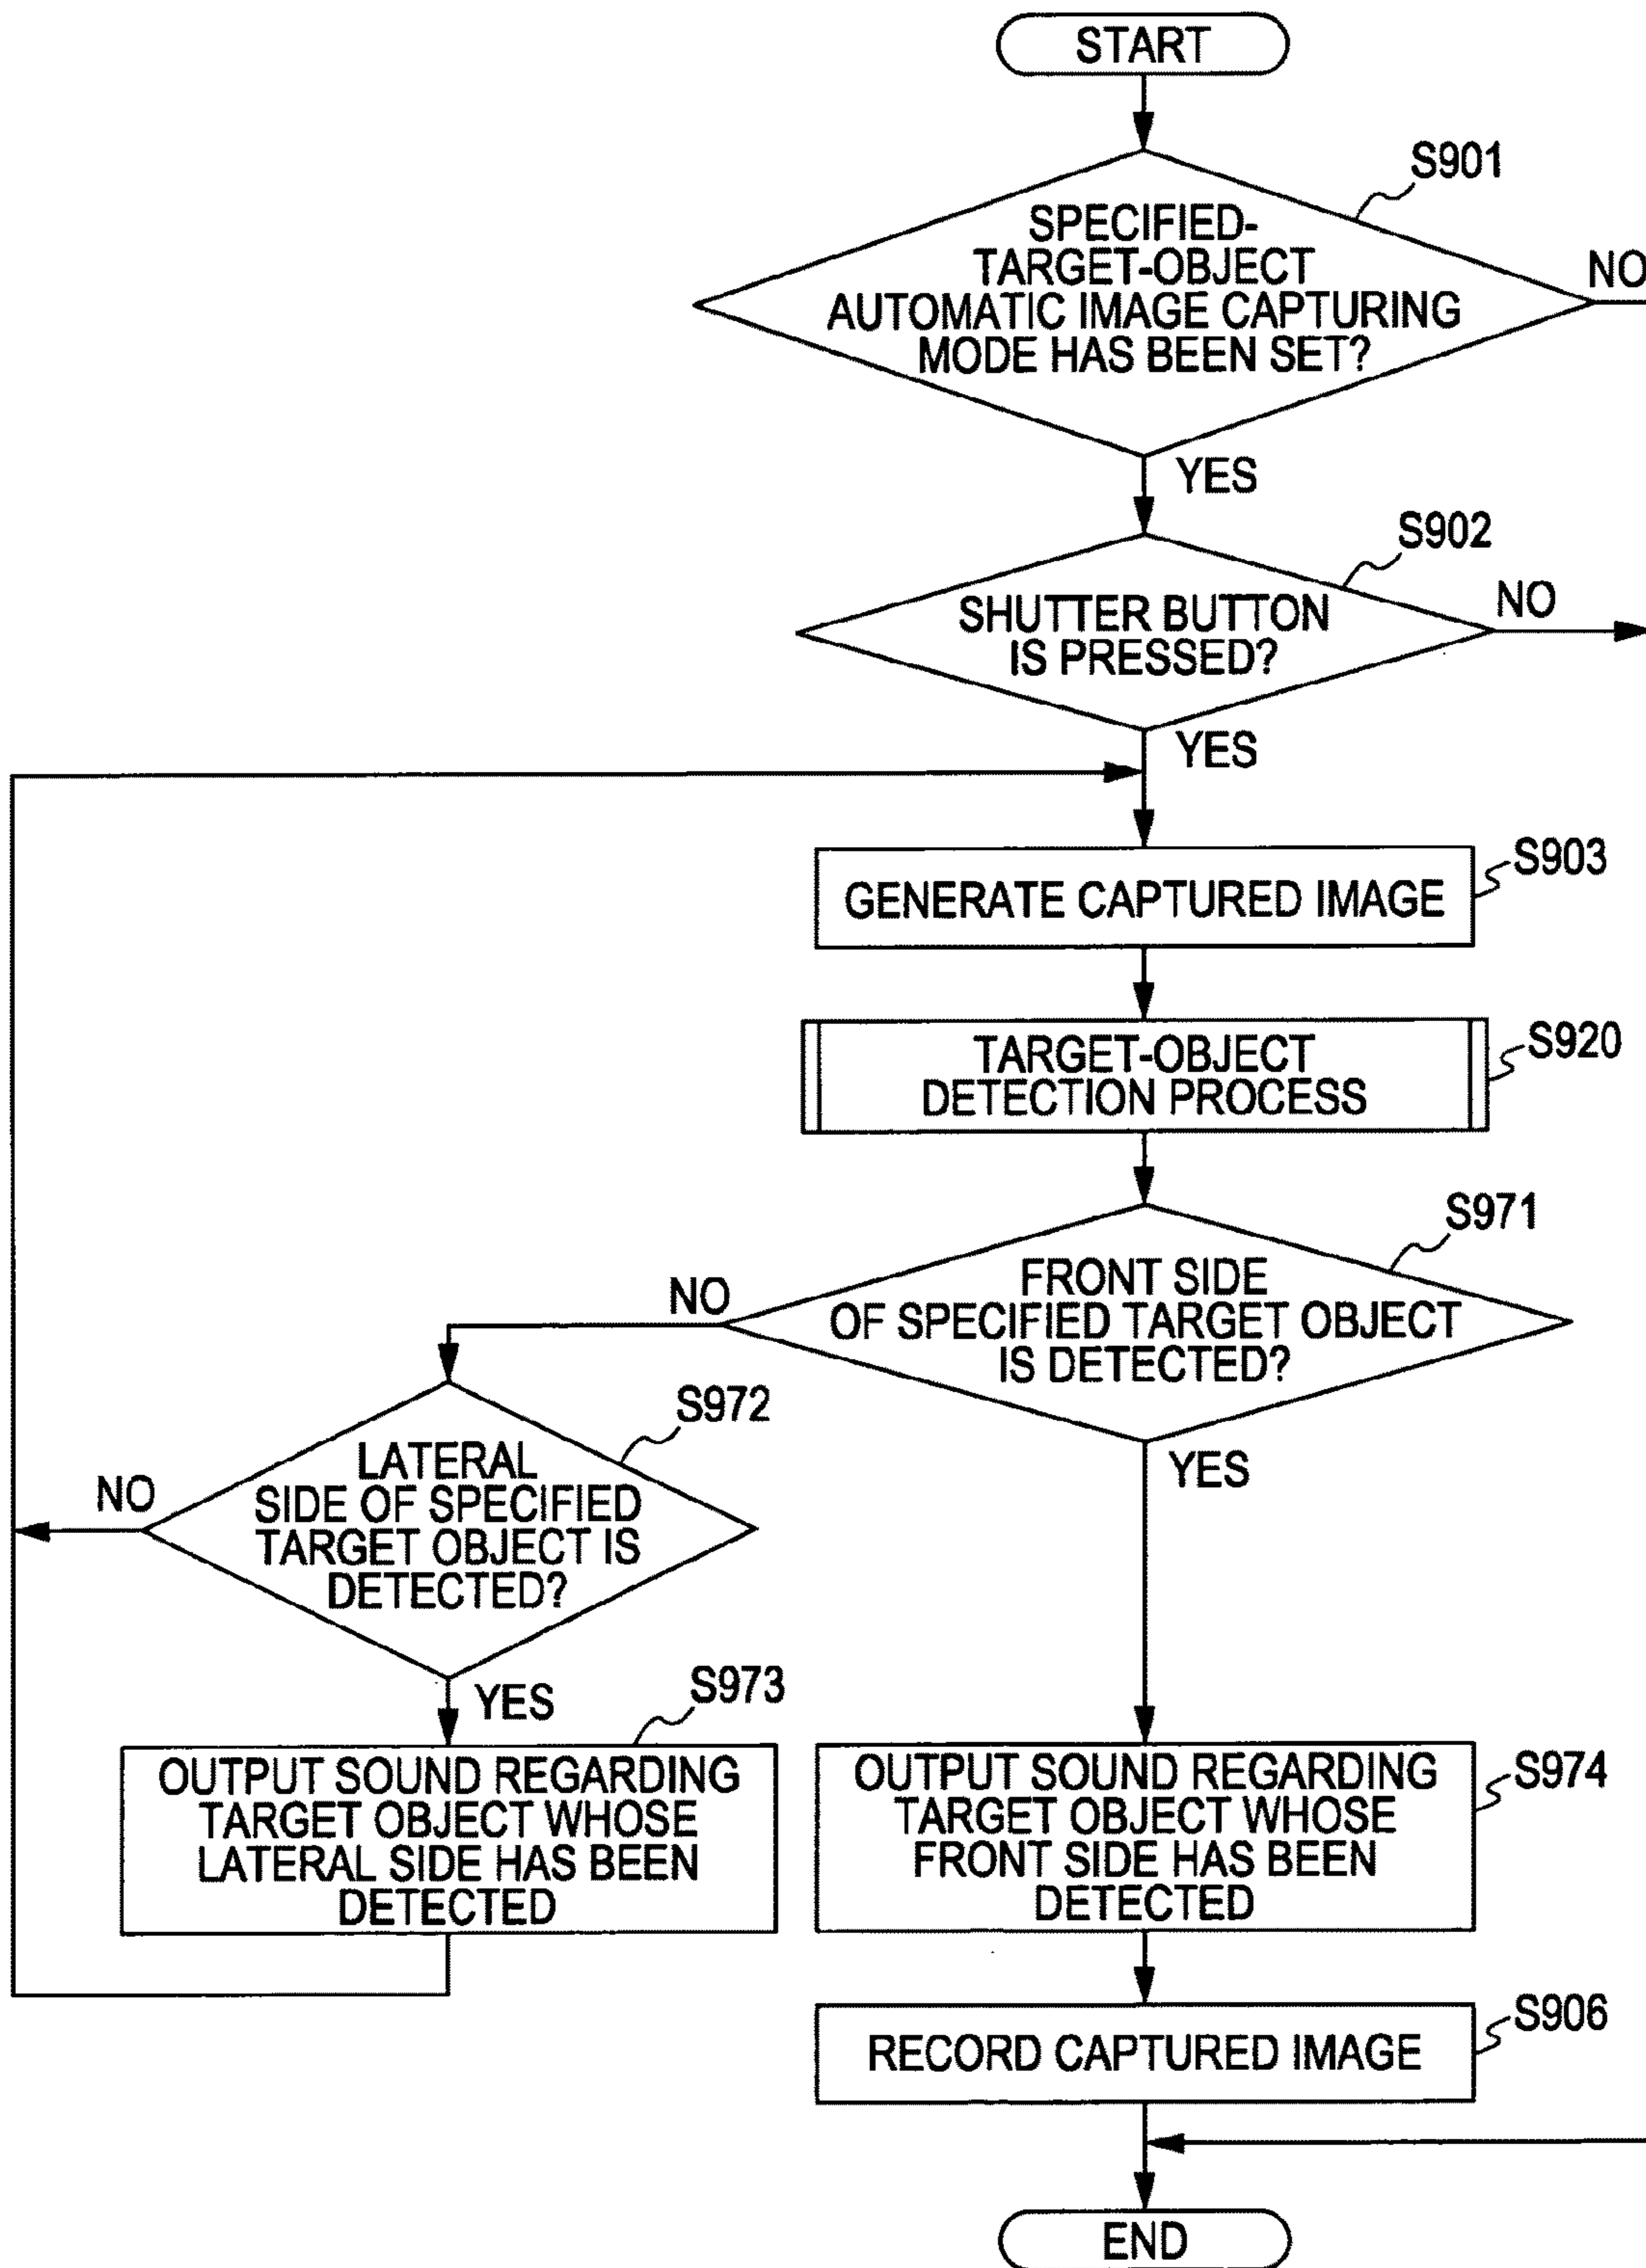 START
S901
SPECIFIED-
TARGET-OBJECT
AUTOMATIC IMAGE CAPTURING
MODE HAS BEEN SET?
NO
YES
S902
SHUTTER BUTTON
IS PRESSED?
NO
YES
S903
GENERATE CAPTURED IMAGE
S920
TARGET-OBJECT
DETECTION PROCESS
S971
FRONT SIDE
OF SPECIFIED TARGET OBJECT
IS DETECTED?
NO
YES
S972
LATERAL
SIDE OF SPECIFIED
TARGET OBJECT IS
DETECTED?
NO
YES
S973
OUTPUT SOUND REGARDING
TARGET OBJECT WHOSE
LATERAL SIDE HAS BEEN
DETECTED
S974
OUTPUT SOUND REGARDING
TARGET OBJECT WHOSE
FRONT SIDE HAS BEEN
DETECTED
S906
RECORD CAPTURED IMAGE
END